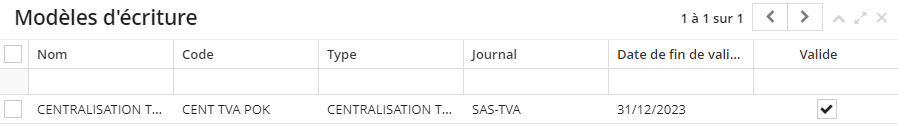 Modèles d'écriture
1 à 1 sur 1
Nom Code Type Journal Date de fin de vali... Valide
CENTRALISATION T... CENT TVA POK CENTRALISATION T... SAS-TVA 31/12/2023